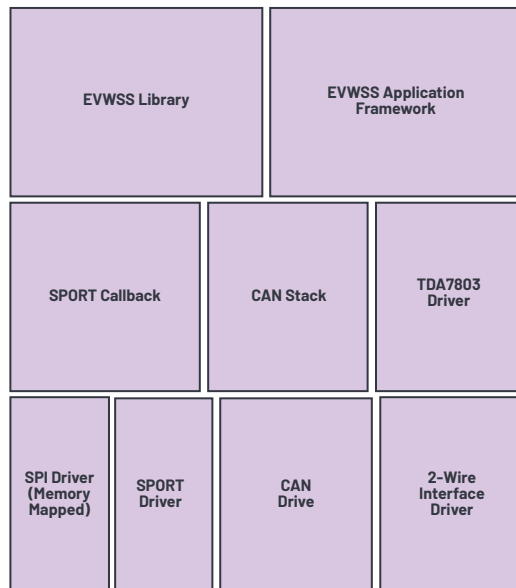 EVWSS Library
EVWSS Application
Framework
SPORT Callback
CAN Stack
TDA7803
Driver
SPI Driver
(Memory
Mapped)
SPORT
Driver
CAN
Drive
2-Wire
Interface
Driver